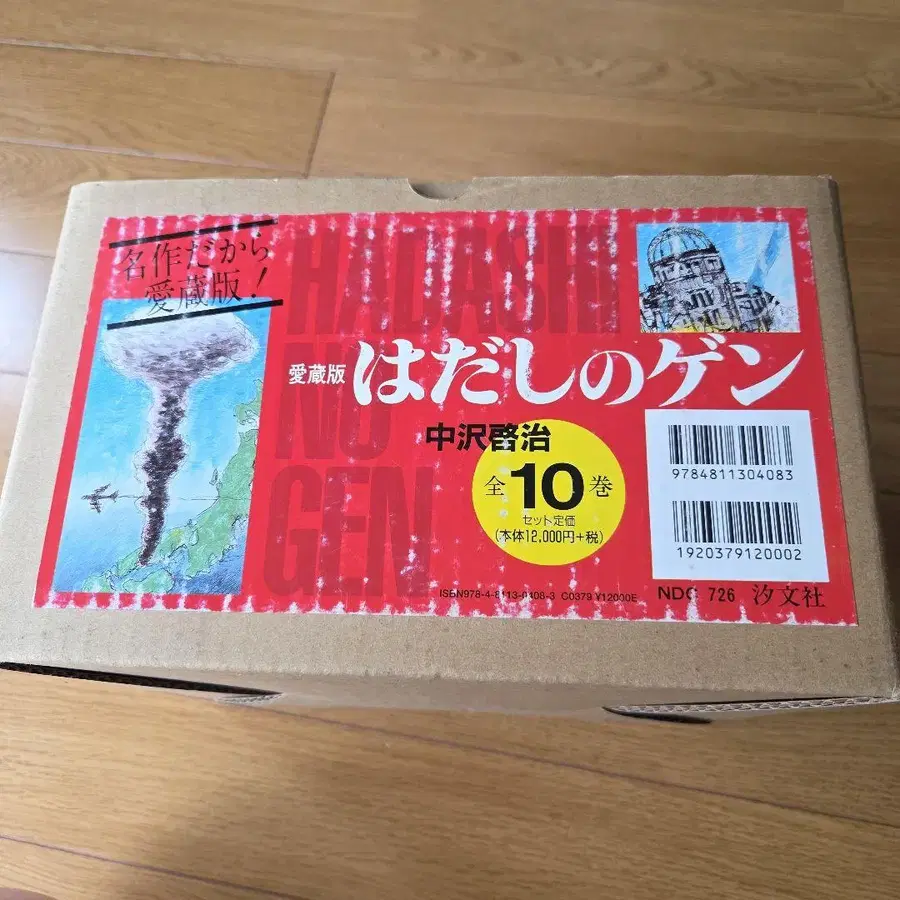 名作だから
愛蔵版!
HADASHI
NO
GEN
愛蔵版 はだしのゲン
中沢啓治
全10巻
セット定価
(本体12,000円+税)
9784811304083
1920379120002
ISBN978-4-8113-0408-3 C0379 ¥12000E
NDC 726 汐文社